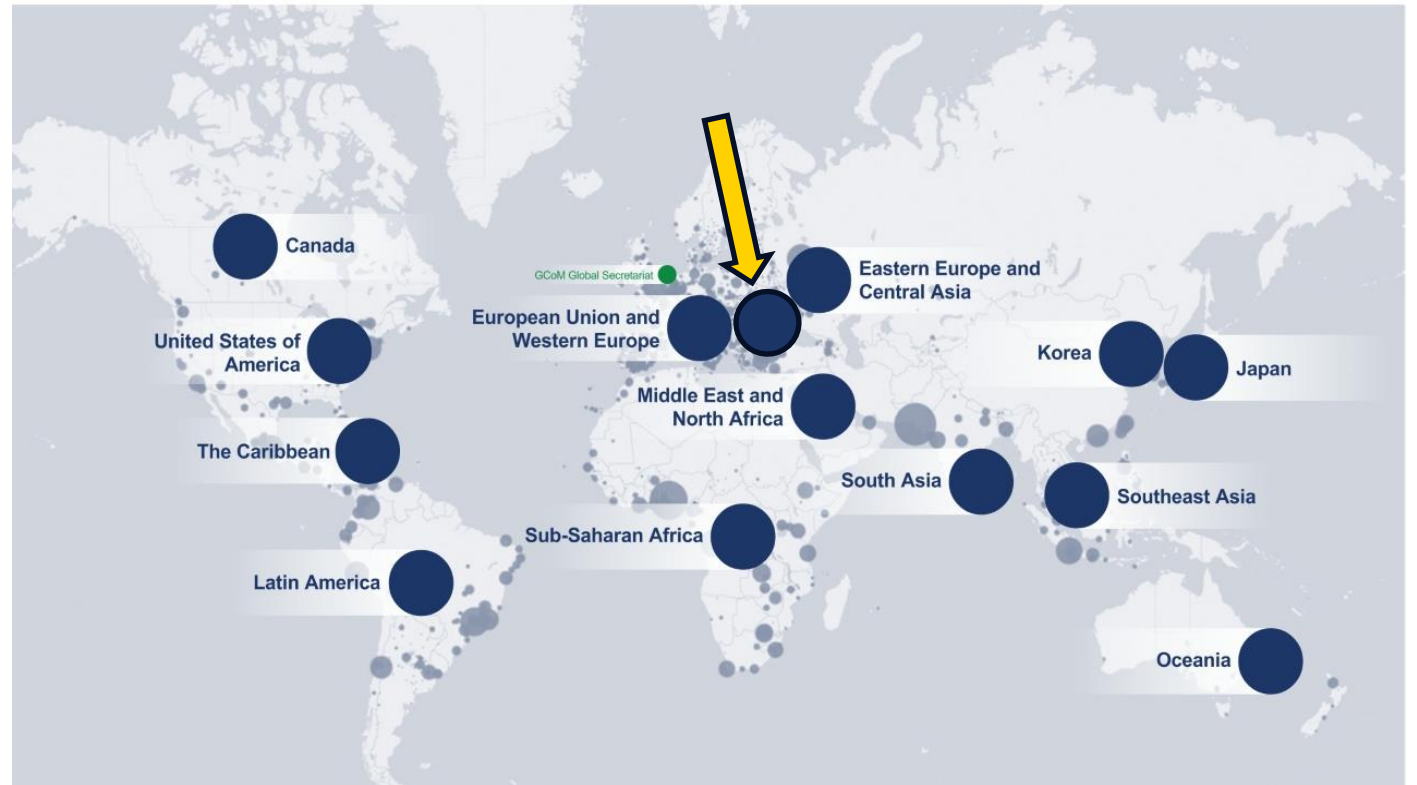 Canada
GCoM Global Secretariat
Eastern Europe and
Central Asia
European Union and
Western Europe
United States of
America
Korea
Japan
Middle East and
North Africa
The Caribbean
South Asia
Southeast Asia
Sub-Saharan Africa
Latin America
Oceania